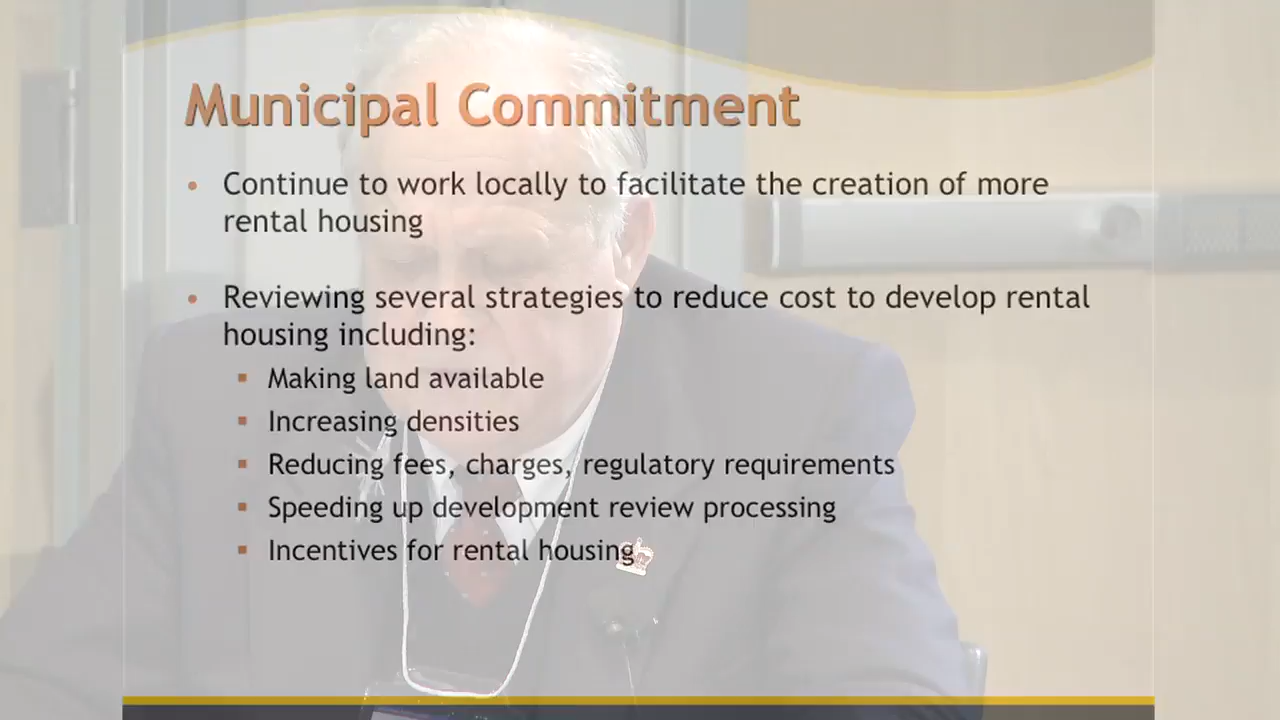 Municipal Commitment
• Continue to work locally to facilitate the creation of more
rental housing
• Reviewing several strategies to reduce cost to develop rental
housing including:
▪ Making land available
▪ Increasing densities
▪ Reducing fees, charges, regulatory requirements
▪ Speeding up development review processing
▪ Incentives for rental housing